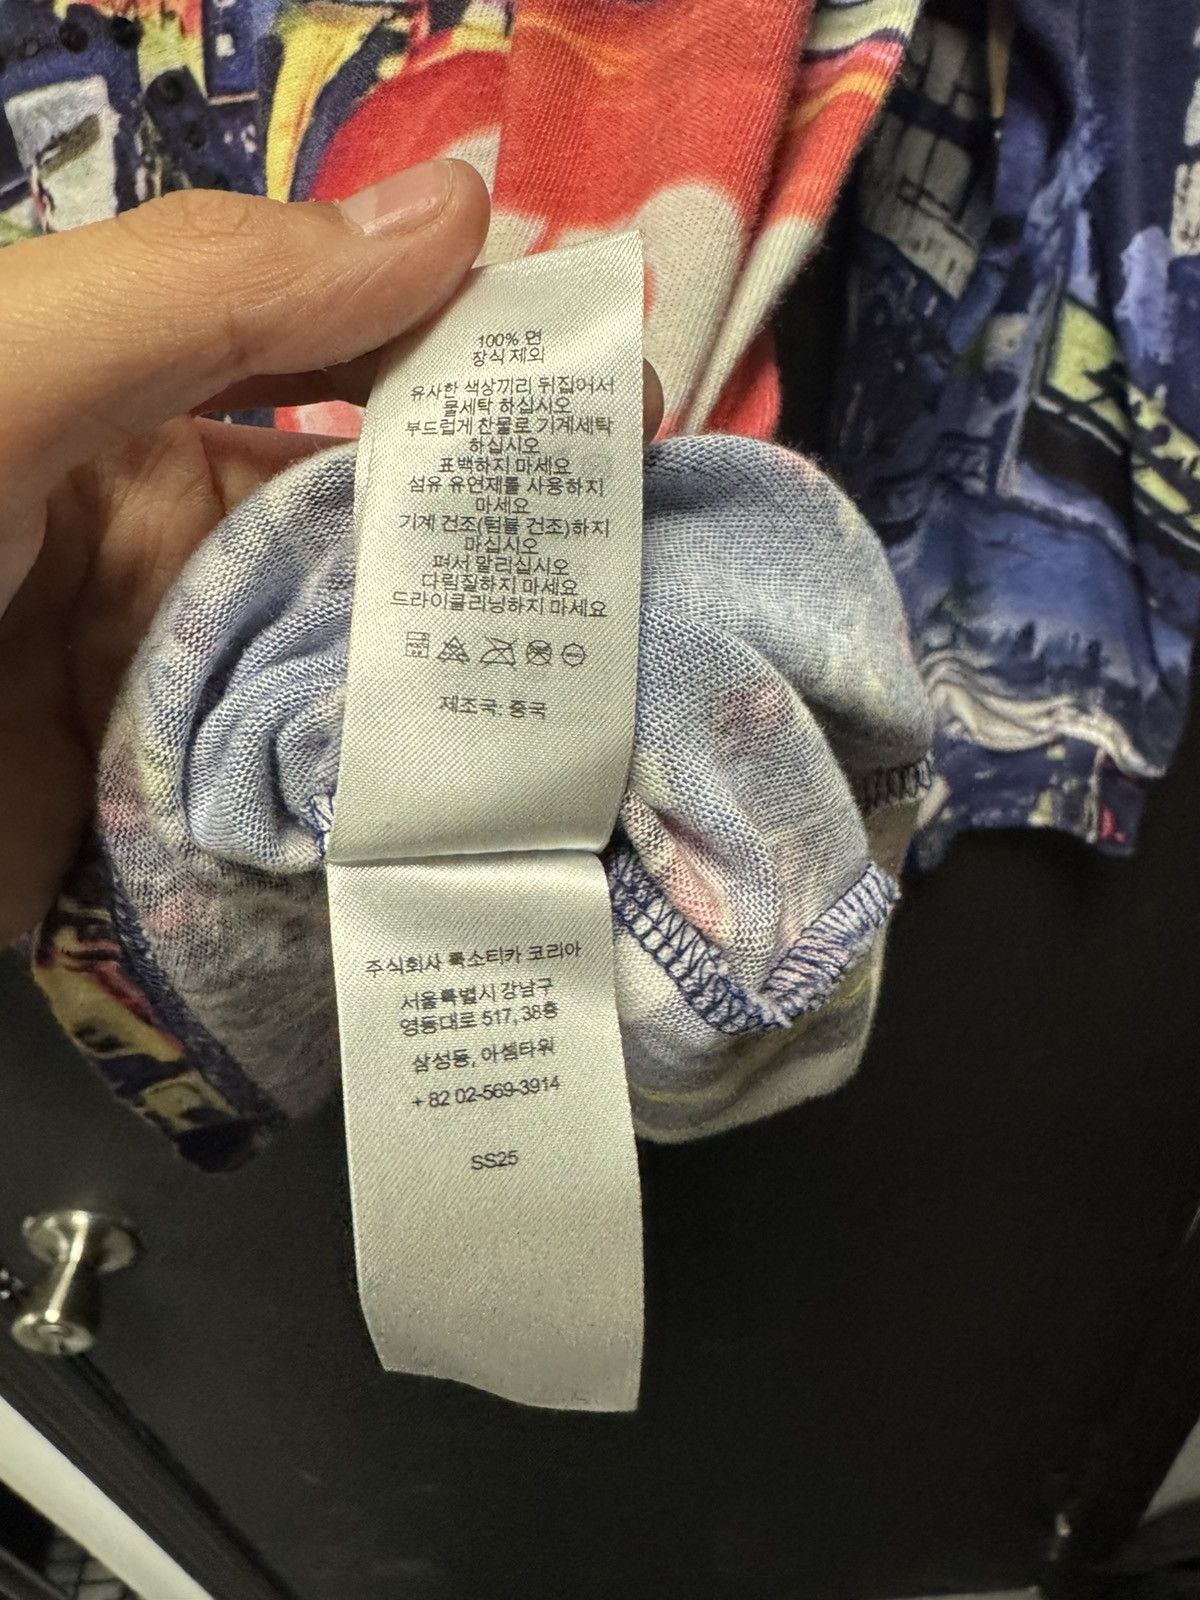 100% 면
장식 제외
유사한 색상끼리 뒤집어서
물세탁 하십시오
부드럽게 찬물로 기계세탁
하십시오
표백하지 마세요
섬유 유연제를 사용하지
마세요
기계 건조(텀블 건조)하지
마십시오
펴서 말리십시오
다림질하지 마세요
드라이클리닝하지 마세요
제조국: 중국
주식회사 룩소티카 코리아
서울특별시 강남구
영동대로 517, 38층
삼성동, 아셈타워
+ 82 02-569-3914
SS25